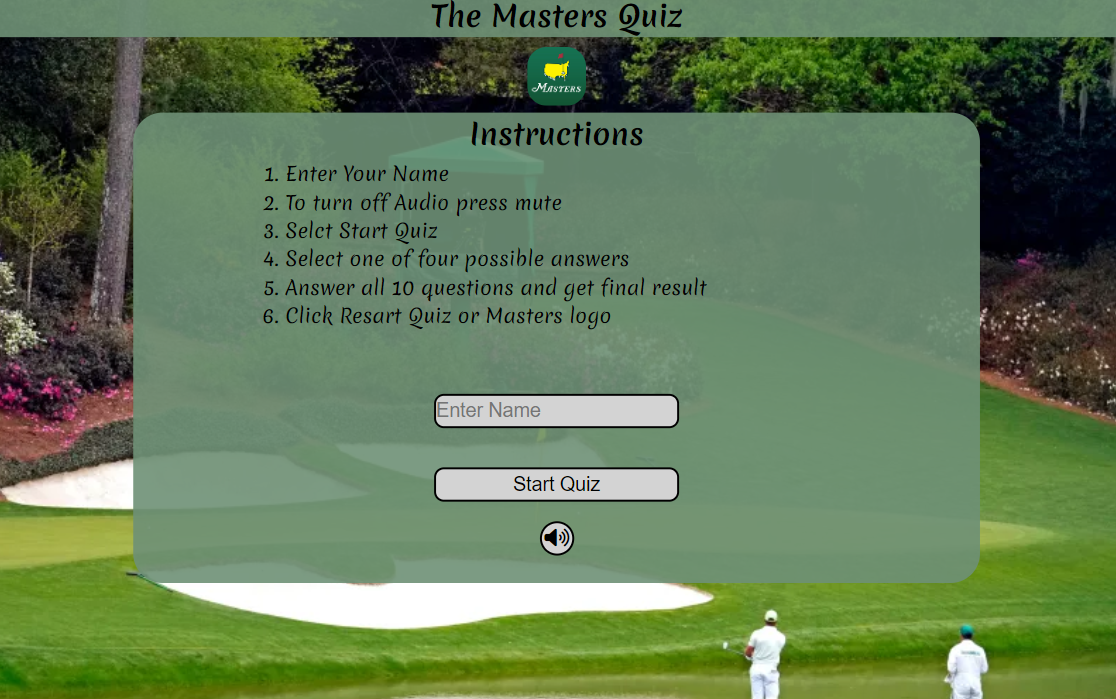 The Masters Quiz
MASTERS
Instructions
1. Enter Your Name
2. To turn off Audio press mute
3. Selct Start Quiz
4. Select one of four possible answers
5. Answer all 10 questions and get final result
6. Click Resart Quiz or Masters logo
Enter Name
Start Quiz